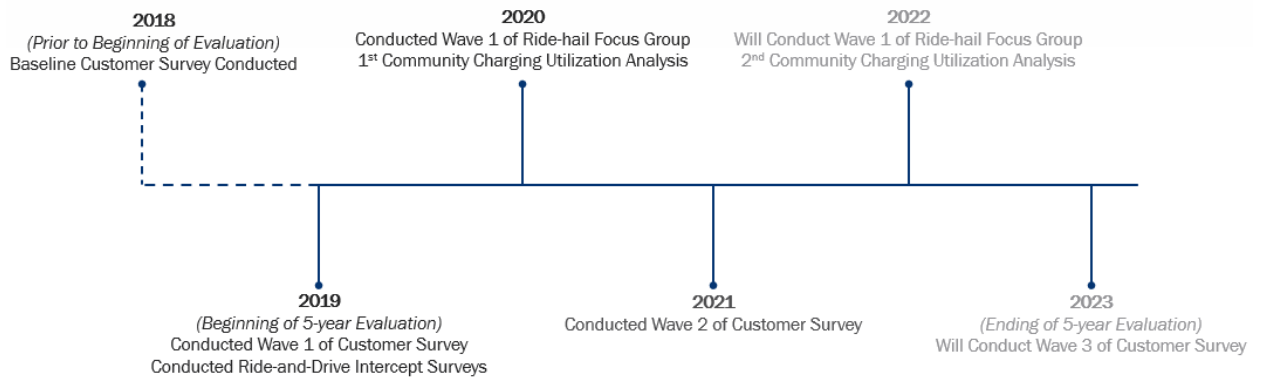 2018
(Prior to Beginning of Evaluation)
Baseline Customer Survey Conducted
2020
Conducted Wave 1 of Ride-hail Focus Group
1st Community Charging Utilization Analysis
2022
Will Conduct Wave 1 of Ride-hail Focus Group
2nd Community Charging Utilization Analysis
2019
(Beginning of 5-year Evaluation)
Conducted Wave 1 of Customer Survey
Conducted Ride-and-Drive Intercept Surveys
2021
Conducted Wave 2 of Customer Survey
2023
(Ending of 5-year Evaluation)
Will Conduct Wave 3 of Customer Survey